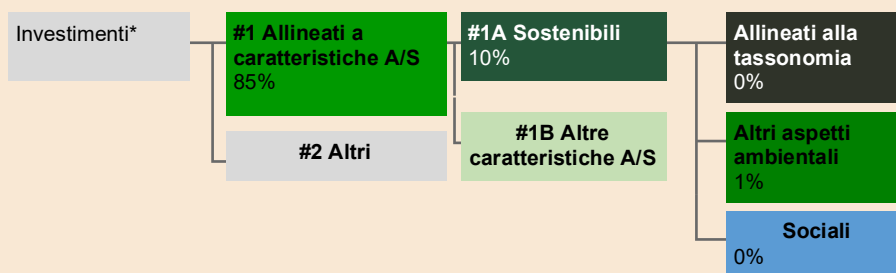 Investimenti*
#1 Allineati a
caratteristiche A/S
85%
#2 Altri
#1A Sostenibili
10%
#1B Altre
caratteristiche A/S
Allineati alla
tassonomia
0%
Altri aspetti
ambientali
1%
Sociali
0%